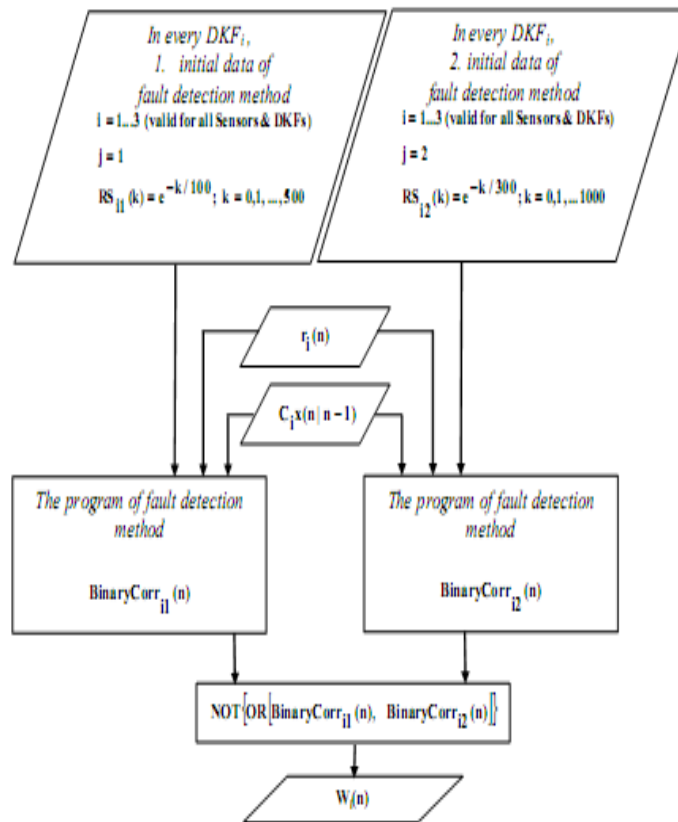 In every DKF_i,
1. initial data of
fault detection method
i = 1...3 (valid for all Sensors & DKFs)
j = 1
RS_i1(k) = e^-k/100; k = 0,1,...,500
In every DKF_i,
2. initial data of
fault detection method
i = 1...3 (valid for all Sensors & DKFs)
j = 2
RS_i2(k) = e^-k/300; k = 0,1,...1000
r_i(n)
C_i x(n|n-1)
The program of fault detection
method
BinaryCorr_i1(n)
The program of fault detection
method
BinaryCorr_i2(n)
NOT{OR[BinaryCorr_i1(n), BinaryCorr_i2(n)]}
W_i(n)